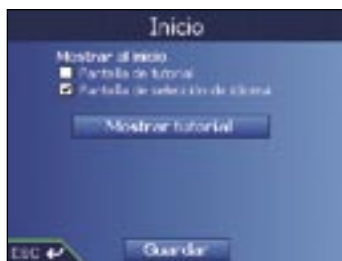 Inicio
Mostrar al inicio
Pantalla de tutorial
Pantalla de selección de idioma
Mostrar tutorial
Guardar
ESC